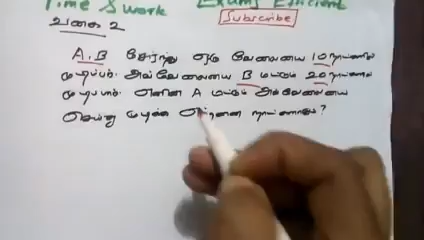 Time & work Exams Efficient
Subscribe
வகை 2
A, B சேர்ந்து ஒரு வேலையை 10 நாட்களில்
முடிப்பர். அவ்வேலையை B மட்டும் 20 நாட்களில்
முடிப்பார். எனில் A மட்டும் அவ்வேலையை
செய்து முடிக்க எத்தனை நாட்களாகும்?